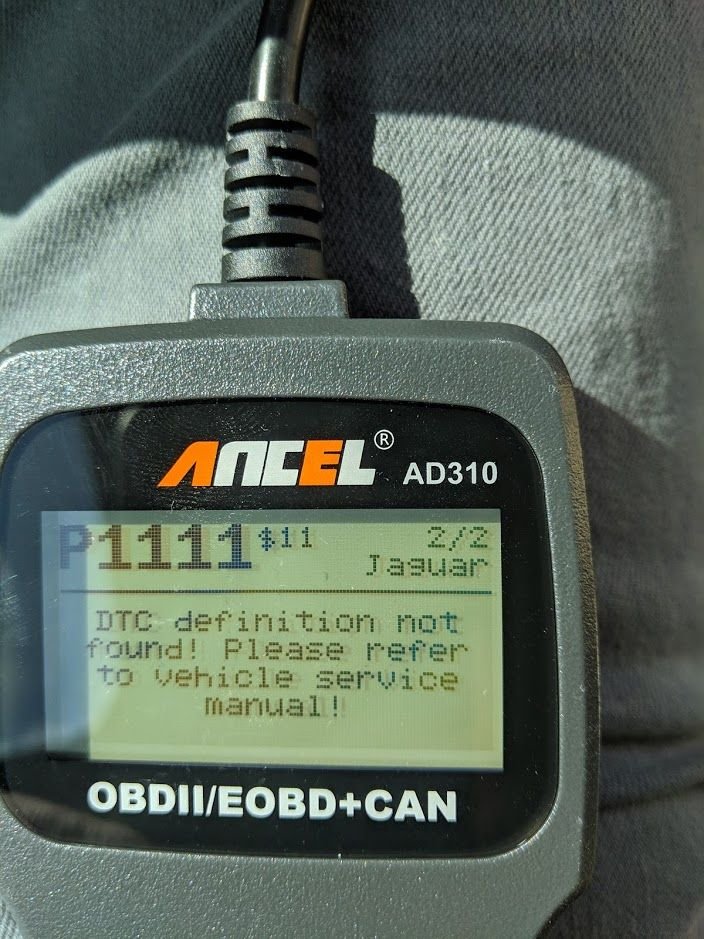 ANCEL® AD310
P1111 $11 2/2
Jaguar
DTC definition not
found! Please refer
to vehicle service
manual!
OBDII/EOBD+CAN